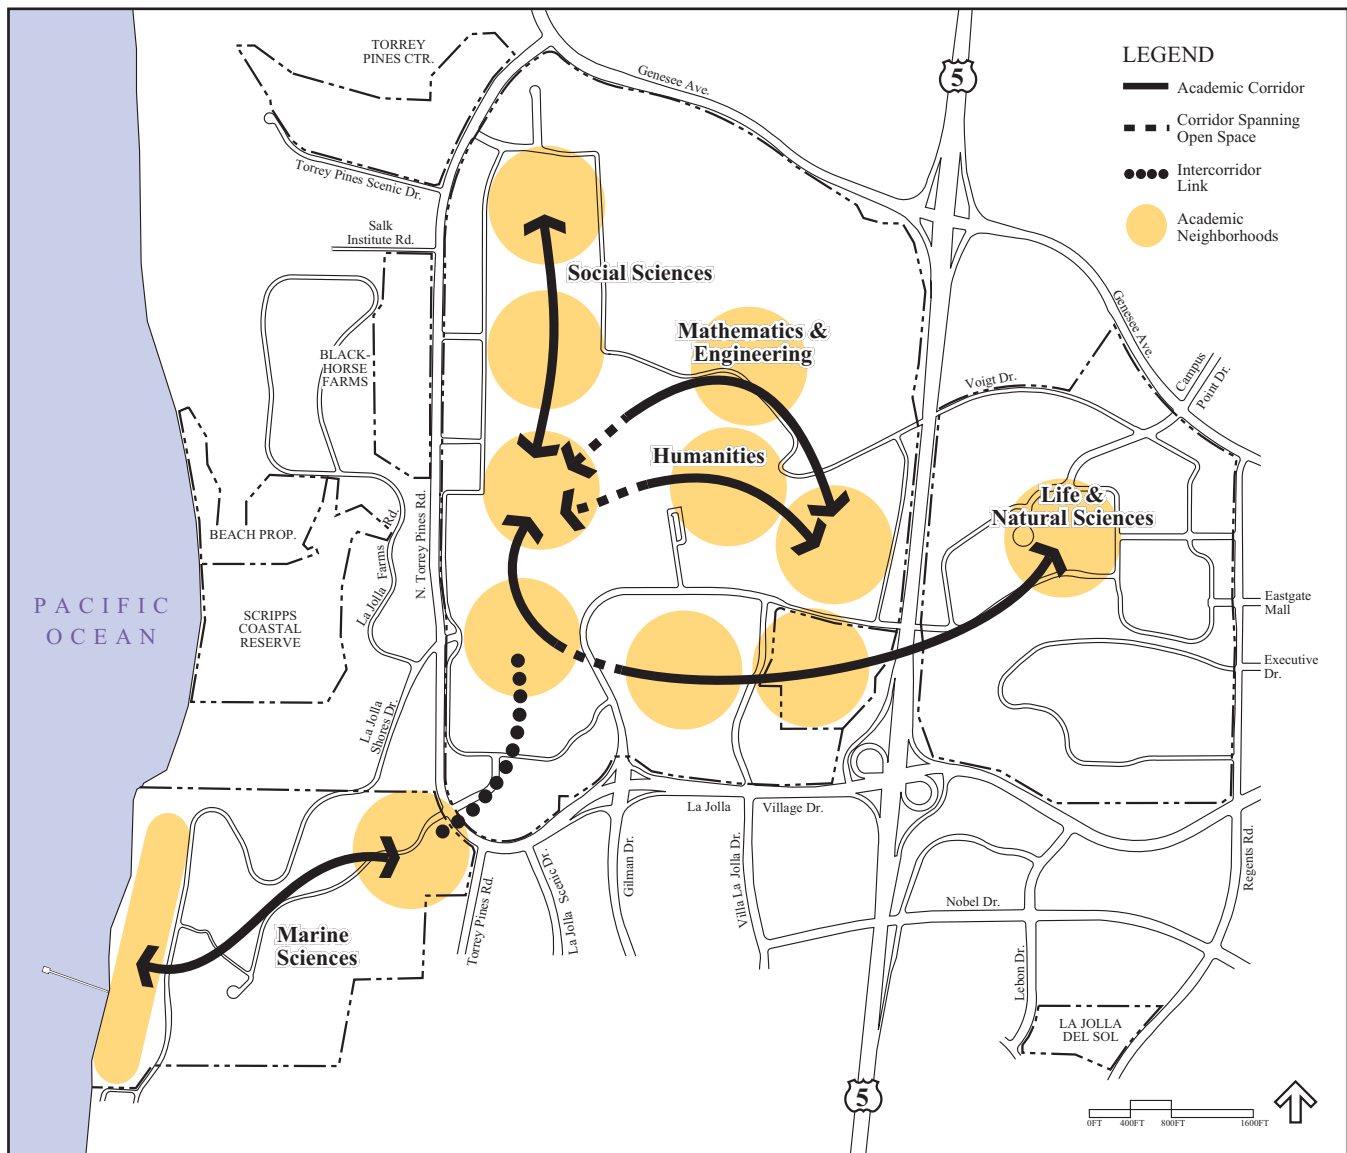 TORREY
PINES CTR.
Genesee Ave.
5
LEGEND
Academic Corridor
Corridor Spanning
Open Space
Intercorridor
Link
Academic
Neighborhoods
Torrey Pines Scenic Dr.
Salk
Institute Rd.
Social Sciences
Mathematics &
Engineering
BLACK-
HORSE
FARMS
Genesee Ave.
Voigt Dr.
Campus
Point Dr.
Humanities
Life &
Natural Sciences
BEACH PROP.
La Jolla Farms Rd.
N. Torrey Pines Rd.
PACIFIC
OCEAN
SCRIPPS
COASTAL
RESERVE
Eastgate
Mall
Executive
Dr.
La Jolla
Shores Dr.
La Jolla
Village Dr.
Torrey Pines Rd.
La Jolla Scenic Dr.
Gilman Dr.
Villa La Jolla Dr.
Regents Rd.
Nobel Dr.
Marine
Sciences
Lebon Dr.
LA JOLLA
DEL SOL
5
0FT 400FT 800FT 1600FT